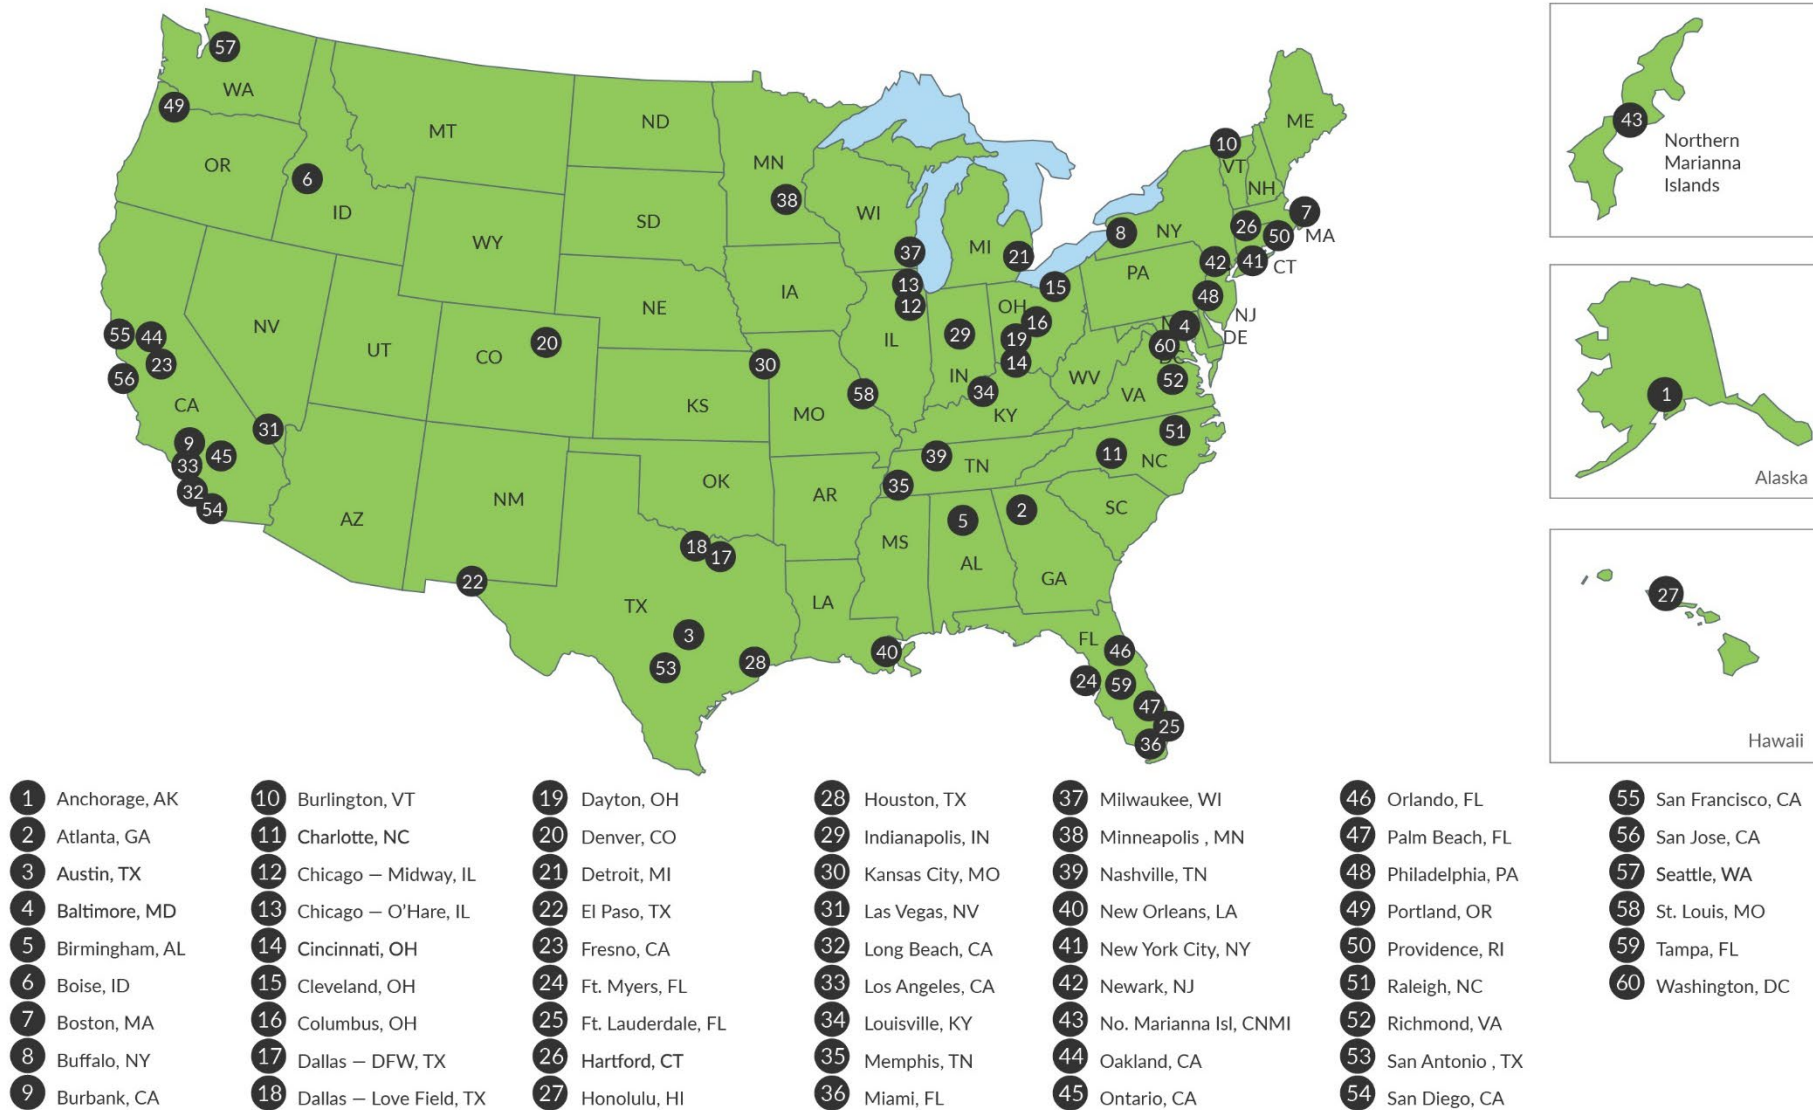 57
WA
49
MT
ND
ME
OR
MN
10
43
Northern
Marianna
Islands
6
VT
ID
38
NH
WI
SD
7
26
8
NY
50
MA
WY
MI
37
21
42
41
CT
PA
13
15
IA
12
OH
48
NE
NJ
16
4
NV
55
44
29
19
DE
20
IL
60
UT
CO
23
30
14
IN
WV
52
56
34
VA
58
CA
KS
MO
KY
1
31
51
9
45
39
11
NC
33
TN
Alaska
OK
35
32
NM
AR
SC
54
2
AZ
5
MS
18
17
AL
22
GA
27
TX
LA
3
FL
46
53
28
40
24
59
47
25
36
Hawaii
1 Anchorage, AK
2 Atlanta, GA
3 Austin, TX
4 Baltimore, MD
5 Birmingham, AL
6 Boise, ID
7 Boston, MA
8 Buffalo, NY
9 Burbank, CA
10 Burlington, VT
11 Charlotte, NC
12 Chicago – Midway, IL
13 Chicago – O’Hare, IL
14 Cincinnati, OH
15 Cleveland, OH
16 Columbus, OH
17 Dallas – DFW, TX
18 Dallas – Love Field, TX
19 Dayton, OH
20 Denver, CO
21 Detroit, MI
22 El Paso, TX
23 Fresno, CA
24 Ft. Myers, FL
25 Ft. Lauderdale, FL
26 Hartford, CT
27 Honolulu, HI
28 Houston, TX
29 Indianapolis, IN
30 Kansas City, MO
31 Las Vegas, NV
32 Long Beach, CA
33 Los Angeles, CA
34 Louisville, KY
35 Memphis, TN
36 Miami, FL
37 Milwaukee, WI
38 Minneapolis , MN
39 Nashville, TN
40 New Orleans, LA
41 New York City, NY
42 Newark, NJ
43 No. Marianna Isl, CNMI
44 Oakland, CA
45 Ontario, CA
46 Orlando, FL
47 Palm Beach, FL
48 Philadelphia, PA
49 Portland, OR
50 Providence, RI
51 Raleigh, NC
52 Richmond, VA
53 San Antonio , TX
54 San Diego, CA
55 San Francisco, CA
56 San Jose, CA
57 Seattle, WA
58 St. Louis, MO
59 Tampa, FL
60 Washington, DC